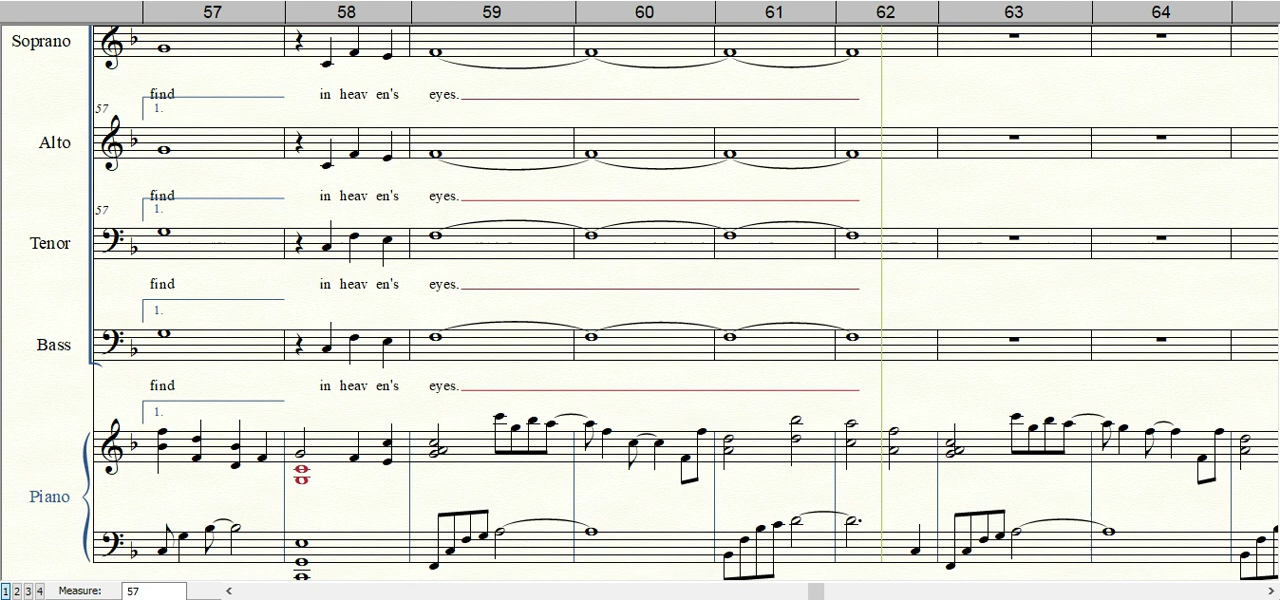 57 58 59 60 61 62 63 64
Soprano
find in heav en's eyes.
57
1.
Alto
find in heav en's eyes.
57
1.
Tenor
find in heav en's eyes.
1.
Bass
find in heav en's eyes.
1.
Piano
1 2 3 4 Measure: 57